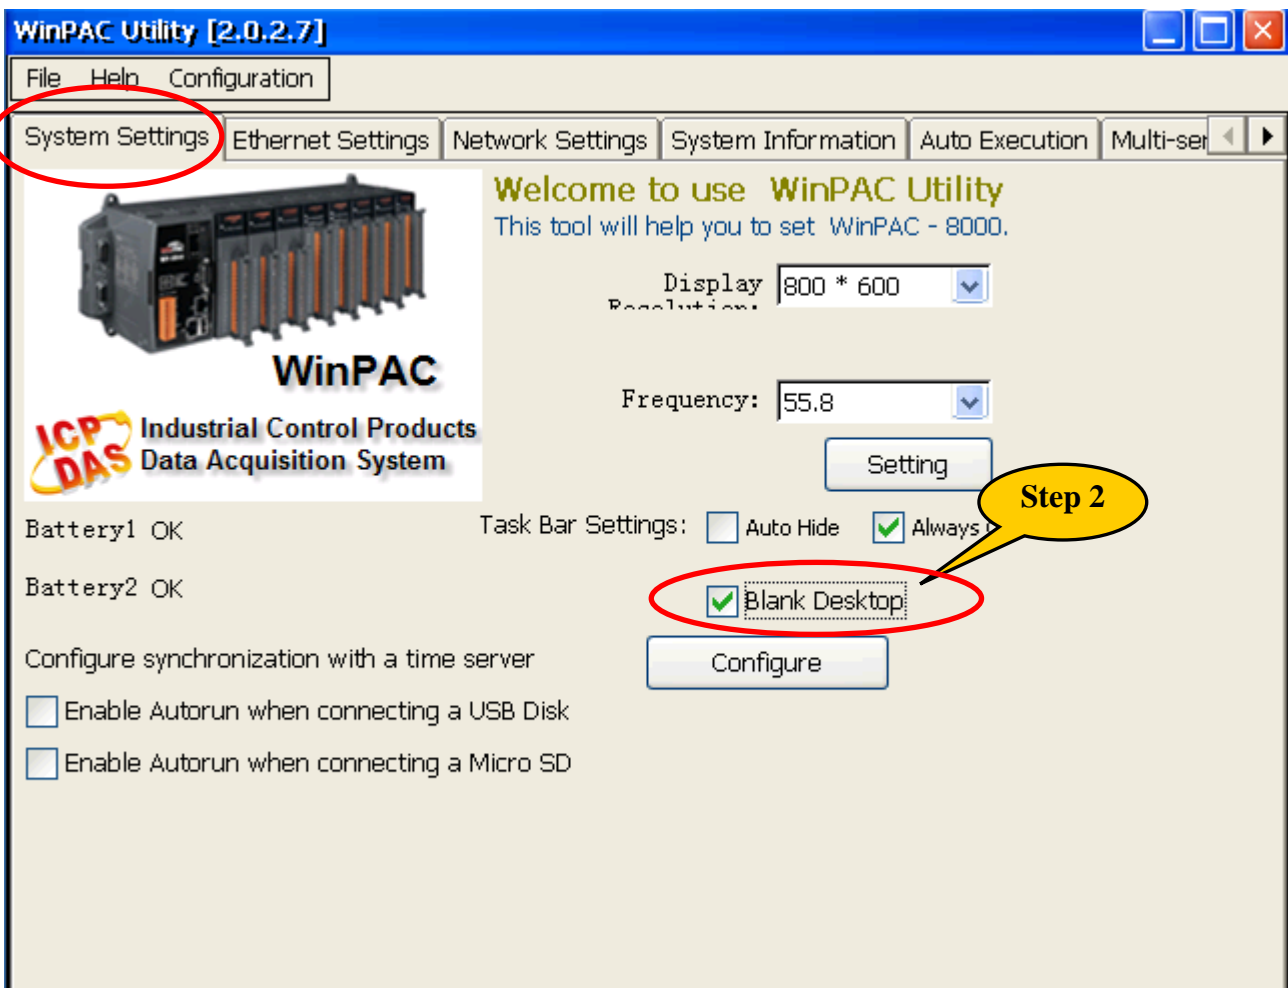 WinPAC Utility [2.0.2.7]
File Help Configuration
System Settings Ethernet Settings Network Settings System Information Auto Execution Multi-ser
Welcome to use WinPAC Utility
This tool will help you to set WinPAC - 8000.
Display 800 * 600
Resolution:
WinPAC
Frequency: 55.8
ICP DAS
Industrial Control Products
Data Acquisition System
Setting
Step 2
Battery1 OK
Task Bar Settings: Auto Hide Always
Battery2 OK
Blank Desktop
Configure synchronization with a time server Configure
Enable Autorun when connecting a USB Disk
Enable Autorun when connecting a Micro SD